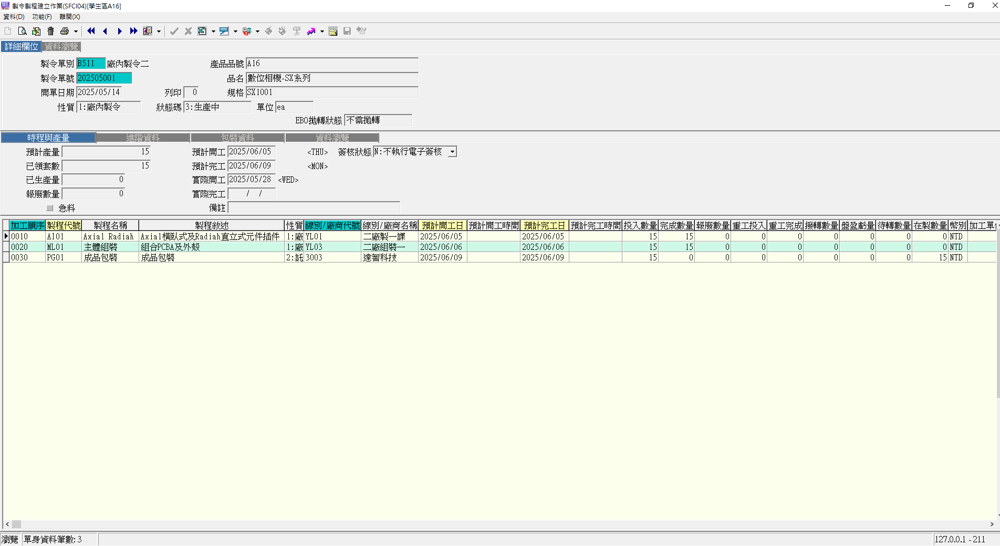 製令製程建立作業(SFCI04)[學生區A16]
資料(D) 功能(F) 離開(X)
詳細欄位 資料瀏覽
製令單別 B511 廠內製令二 產品品號 A16
製令單號 202505001 品名 數位相機-SX系列
開單日期 2025/05/14 列印 0 規格 SX1001
性質 1:廠內製令 狀態碼 3:生產中 單位 ea
EBO拋轉狀態 不需拋轉
時程與產量 進階資料 包裝資料 資料瀏覽
預計產量 15 預計開工 2025/06/05 <THU> 簽核狀態 N:不執行電子簽核
已領套數 15 預計完工 2025/06/09 <MON>
已生產量 0 實際開工 2025/05/28 <WED>
報廢數量 0 實際完工 / /
急料 備註
加工順序 製程代號 製程名稱 製程敘述 性質 線別/廠商代號 線別/廠商名稱 預計開工日 預計開工時間 預計完工日 預計完工時間 投入數量 完成數量 報廢數量 重工投入 重工完成 撥轉數量 盤盈虧量 待轉數量 在製數量 幣別 加工單位
0010 AI01 Axial Radiah Axial橫臥式及Radiah直立式元件插件 1:廠 YL01 二廠製一課 2025/06/05 2025/06/05 15 15 0 0 0 0 0 0 0 NTD
0020 ML01 主體組裝 組合PCBA及外殼 1:廠 YL03 二廠組裝一 2025/06/06 2025/06/06 15 15 0 0 0 0 0 0 0 NTD
0030 PG01 成品包裝 成品包裝 2:託 3003 達智科技 2025/06/09 2025/06/09 15 0 0 0 0 0 0 0 15 NTD
瀏覽 單身資料筆數: 3 127.0.0.1 - 211